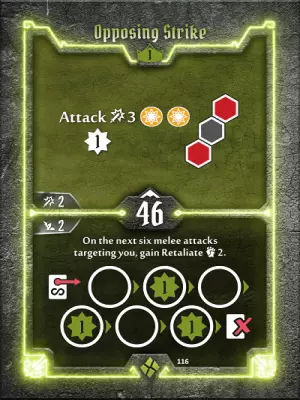 Opposing Strike
1
Attack 3
1
2
46
2
On the next six melee attacks
targeting you, gain Retaliate 2.
1
1
1
116